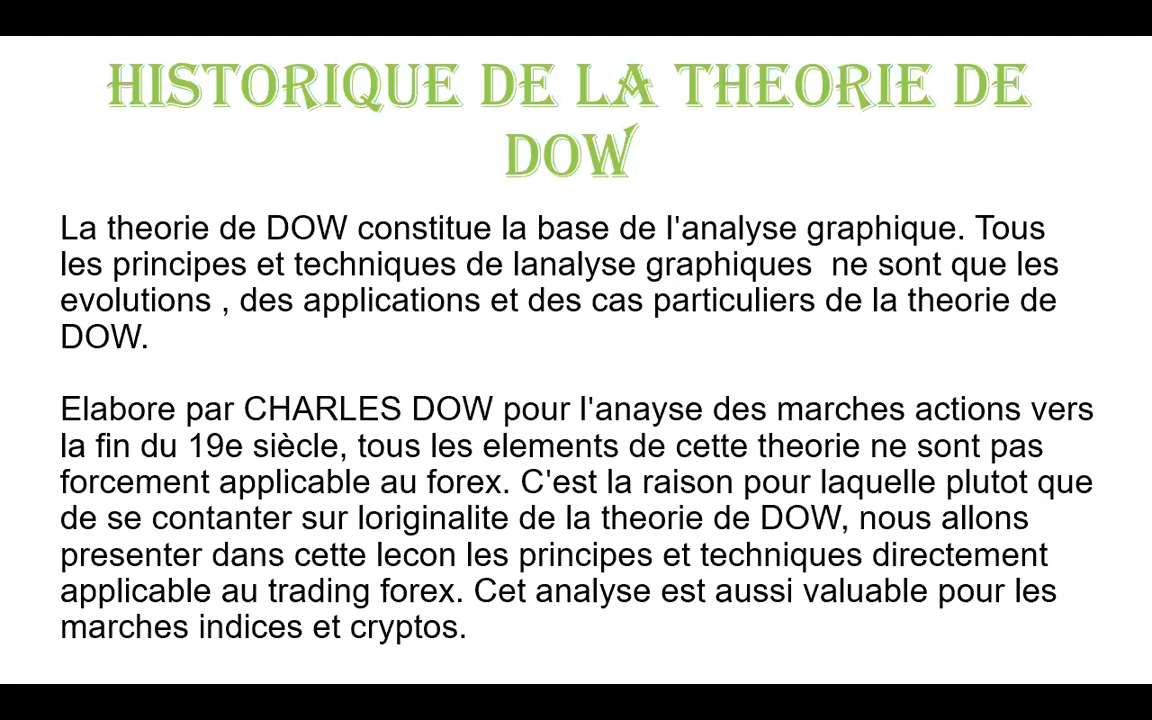 HISTORIQUE DE LA THEORIE DE
DOW
La theorie de DOW constitue la base de l'analyse graphique. Tous
les principes et techniques de lanalyse graphiques  ne sont que les
evolutions , des applications et des cas particuliers de la theorie de
DOW.
Elabore par CHARLES DOW pour l'anayse des marches actions vers
la fin du 19e siècle, tous les elements de cette theorie ne sont pas
forcement applicable au forex. C'est la raison pour laquelle plutot que
de se contanter sur loriginalite de la theorie de DOW, nous allons
presenter dans cette lecon les principes et techniques directement
applicable au trading forex. Cet analyse est aussi valuable pour les
marches indices et cryptos.